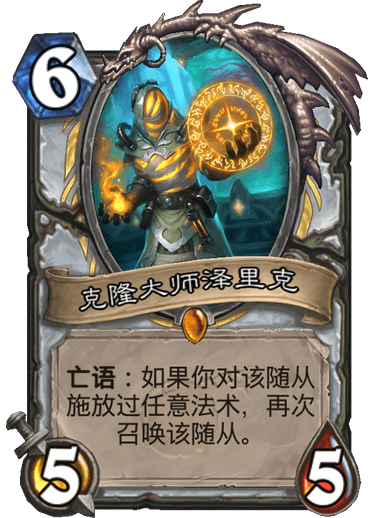 6
克隆大师泽里克
亡语：如果你对该随从
施放过任意法术，再次
召唤该随从。
5
5